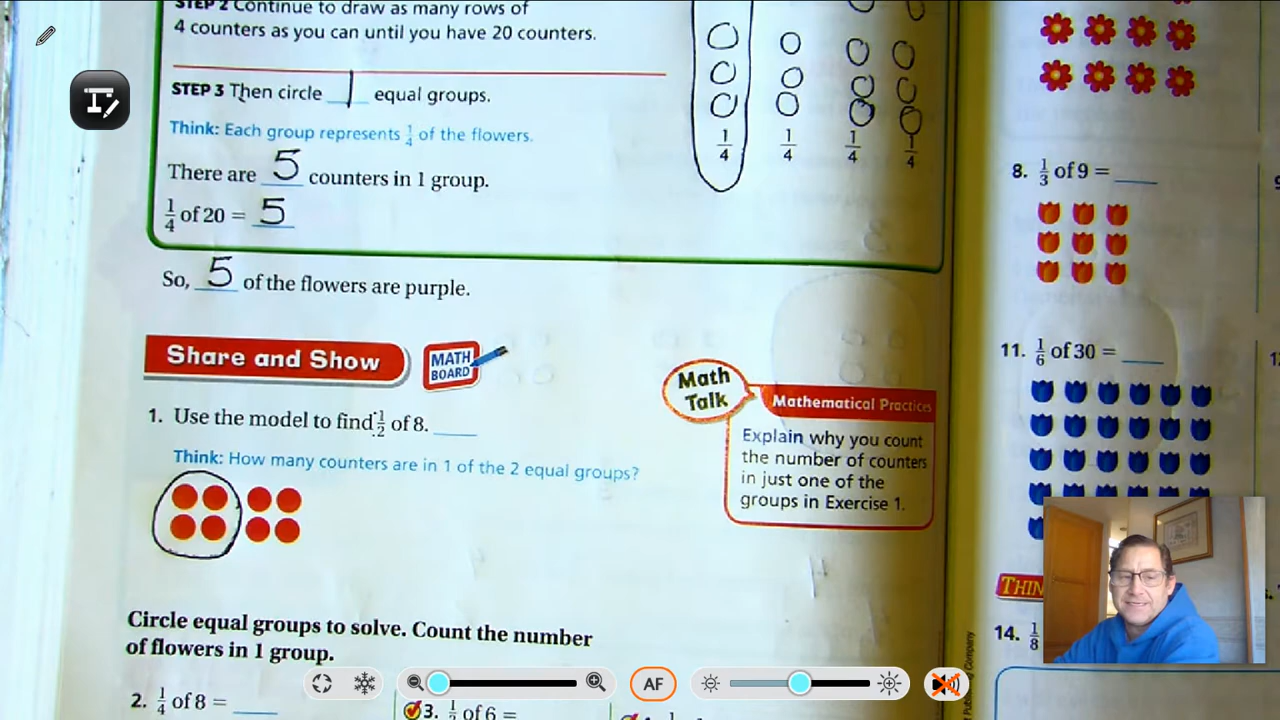 STEP 2 Continue to draw as many rows of
4 counters as you can until you have 20 counters.
STEP 3 Then circle 1 equal groups.
Think: Each group represents 1/4 of the flowers.
There are 5 counters in 1 group.
1/4 of 20 = 5
1/4 1/4 1/4 1/4
So, 5 of the flowers are purple.
Share and Show
MATH
BOARD
1. Use the model to find 1/2 of 8.
Think: How many counters are in 1 of the 2 equal groups?
Math
Talk
Mathematical Practices
Explain why you count
the number of counters
in just one of the
groups in Exercise 1.
Circle equal groups to solve. Count the number
of flowers in 1 group.
2. 1/4 of 8 =
3. of 6 =
8. 1/3 of 9 =
11. 1/6 of 30 =
THIN
14. 1/8
Publishing Company
AF